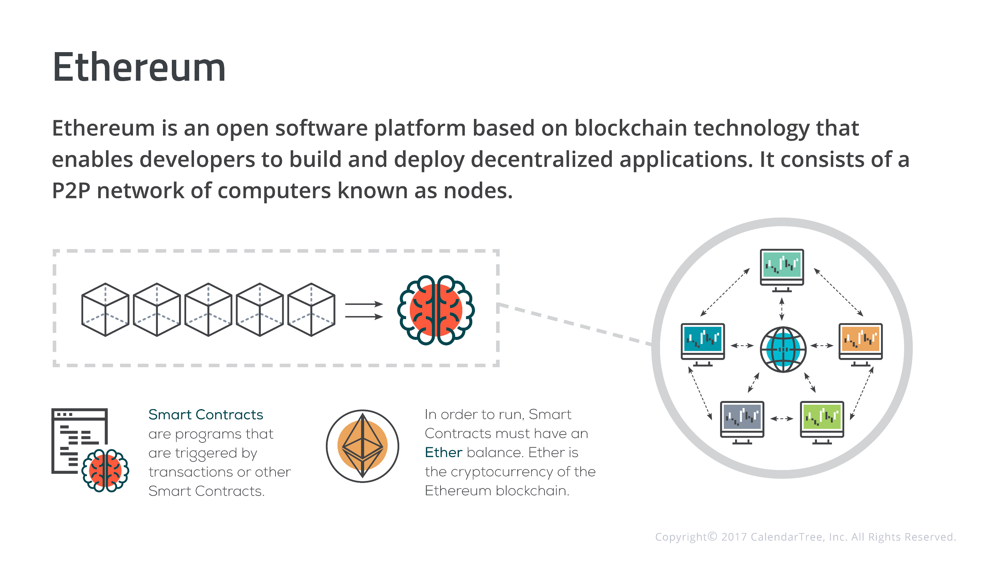 Ethereum
Ethereum is an open software platform based on blockchain technology that
enables developers to build and deploy decentralized applications. It consists of a
P2P network of computers known as nodes.
Smart Contracts
are programs that
are triggered by
transactions or other
Smart Contracts.
In order to run, Smart
Contracts must have an
Ether balance. Ether is
the cryptocurrency of the
Ethereum blockchain.
Copyright© 2017 CalendarTree, Inc. All Rights Reserved.